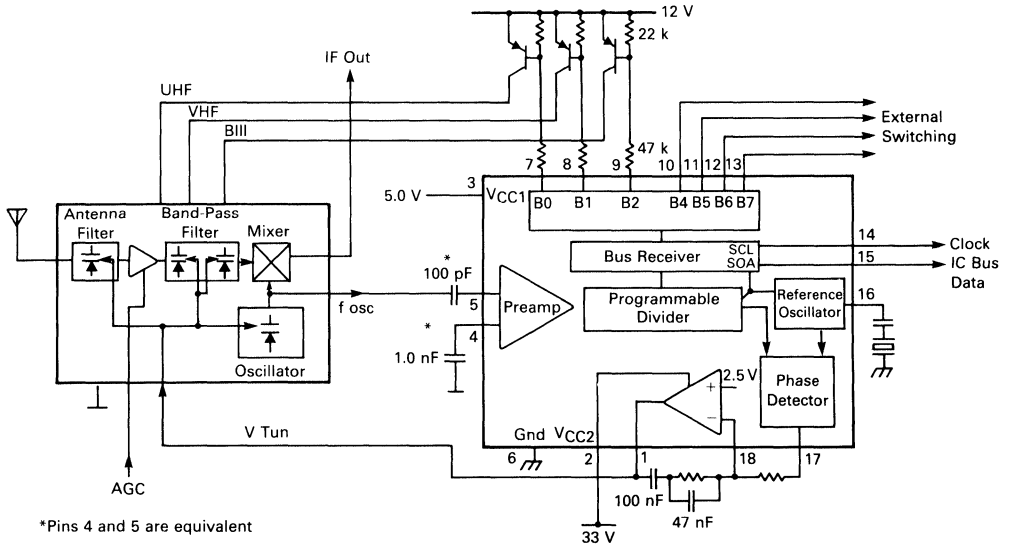 12 V
22 k
IF Out
UHF
VHF
BIII
External
Switching
47 k
7 8 9 10 11 12 13
3
5.0 V
VCC1
B0 B1 B2 B4 B5 B6 B7
Antenna
Filter
Band-Pass
Filter
Mixer
Bus Receiver
SCL
SOA
14
15
Clock
IC Bus
Data
*
100 pF
f osc
5
Preamp
Programmable
Divider
Reference
Oscillator
16
*
4
1.0 nF
Oscillator
2.5 V
+
−
Phase
Detector
V Tun
Gnd
VCC2
6
2
1
18
17
100 nF
47 nF
AGC
33 V
*Pins 4 and 5 are equivalent